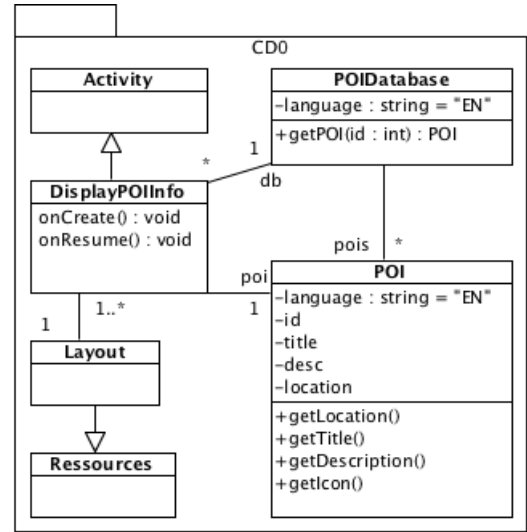 CD0
Activity
POIDatabase
-language : string = "EN"
+getPOI(id : int) : POI
1
*
db
DisplayPOIInfo
onCreate() : void
onResume() : void
pois
*
POI
poi
1
-language : string = "EN"
-id
-title
-desc
-location
+getLocation()
+getTitle()
+getDescription()
+getIcon()
1..*
1
Layout
Ressources